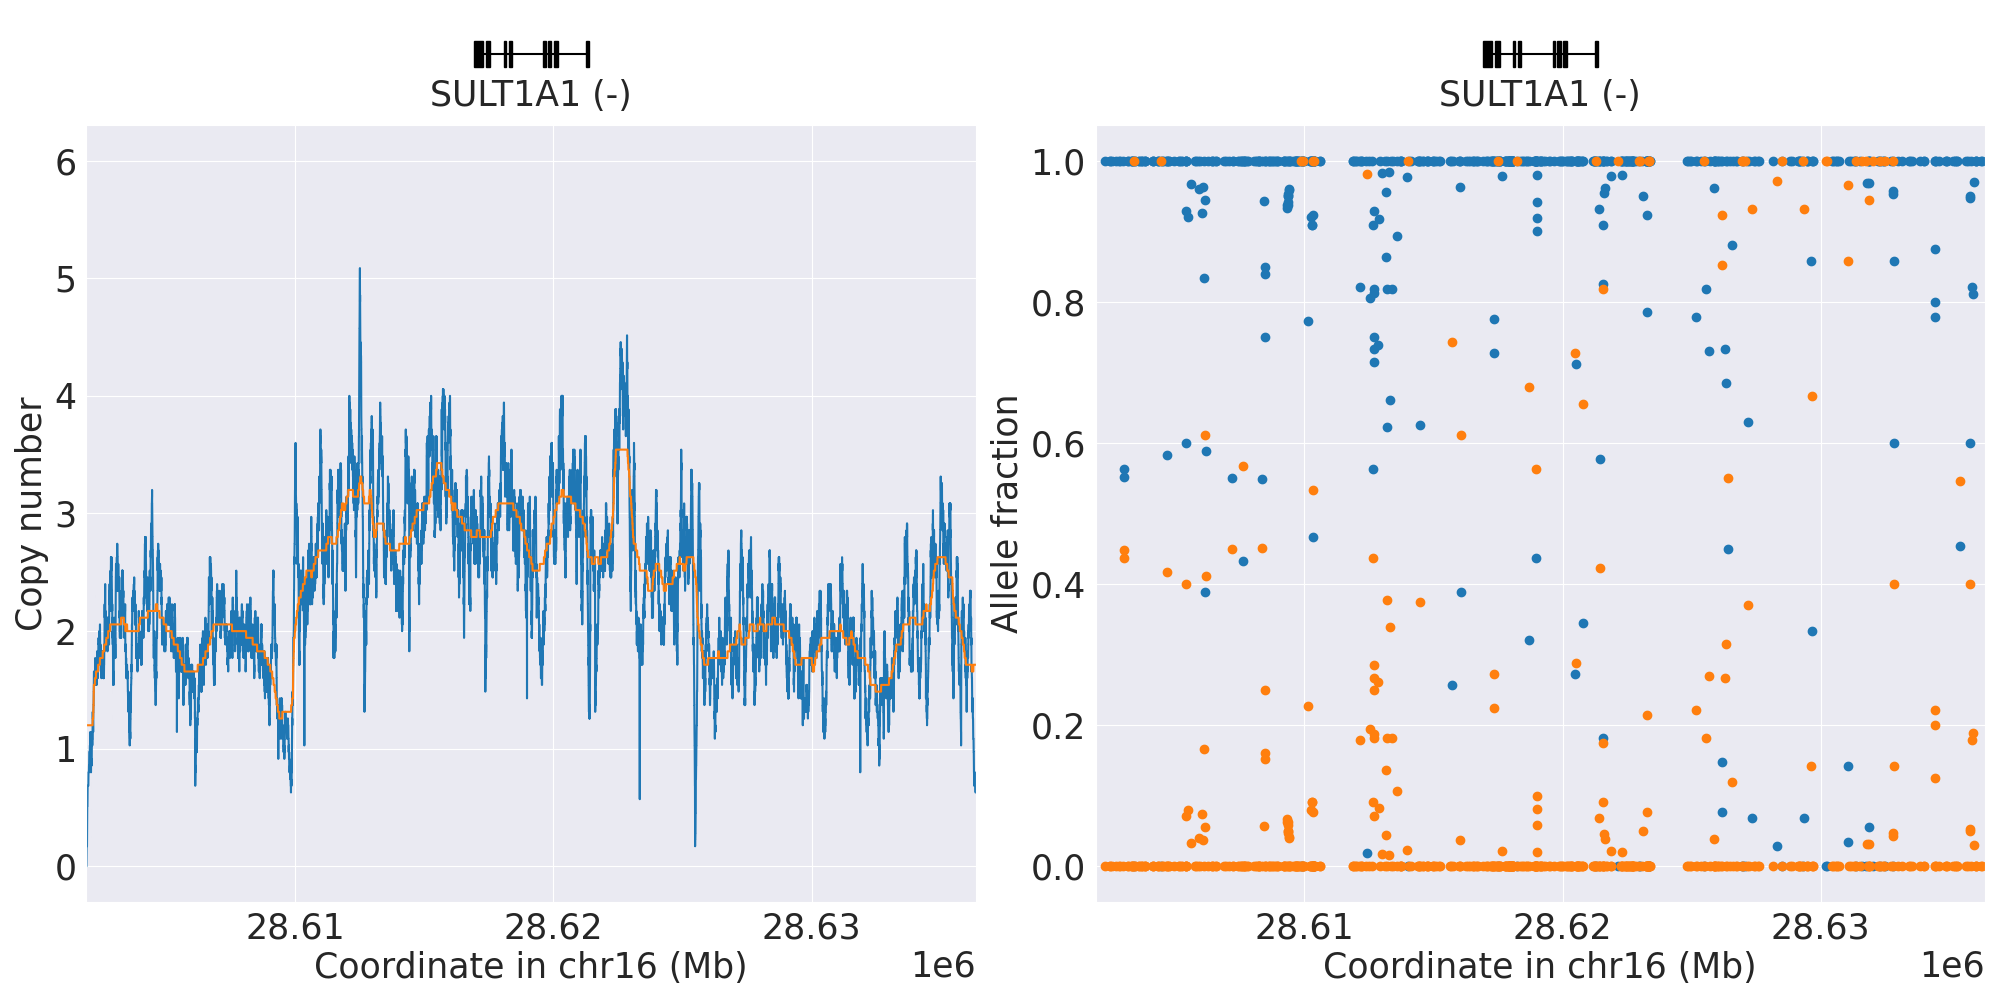 SULT1A1 (-)
SULT1A1 (-)
Copy number
6
5
4
3
2
1
0
28.61
28.62
28.63
Coordinate in chr16 (Mb)
1e6
Allele fraction
1.0
0.8
0.6
0.4
0.2
0.0
28.61
28.62
28.63
Coordinate in chr16 (Mb)
1e6